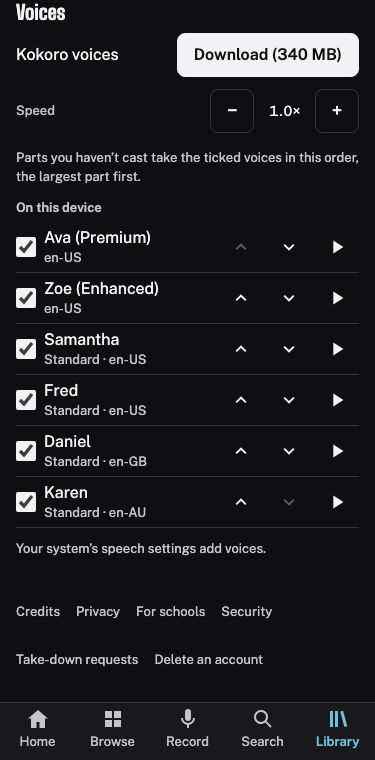 Voices
Kokoro voices
Download (340 MB)
Speed
−
1.0×
+
Parts you haven't cast take the ticked voices in this order,
the largest part first.
On this device
Ava (Premium)
en-US
Zoe (Enhanced)
en-US
Samantha
Standard · en-US
Fred
Standard · en-US
Daniel
Standard · en-GB
Karen
Standard · en-AU
Your system's speech settings add voices.
Credits Privacy For schools Security
Take-down requests Delete an account
Home Browse Record Search Library